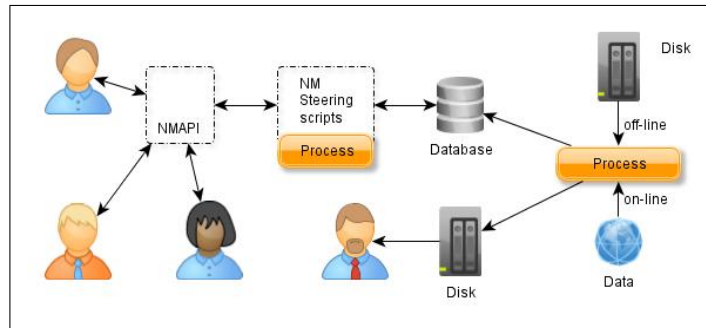 Disk
NM
Steering
scripts
NMAPI
Process
Database
off-line
Process
on-line
Disk
Data